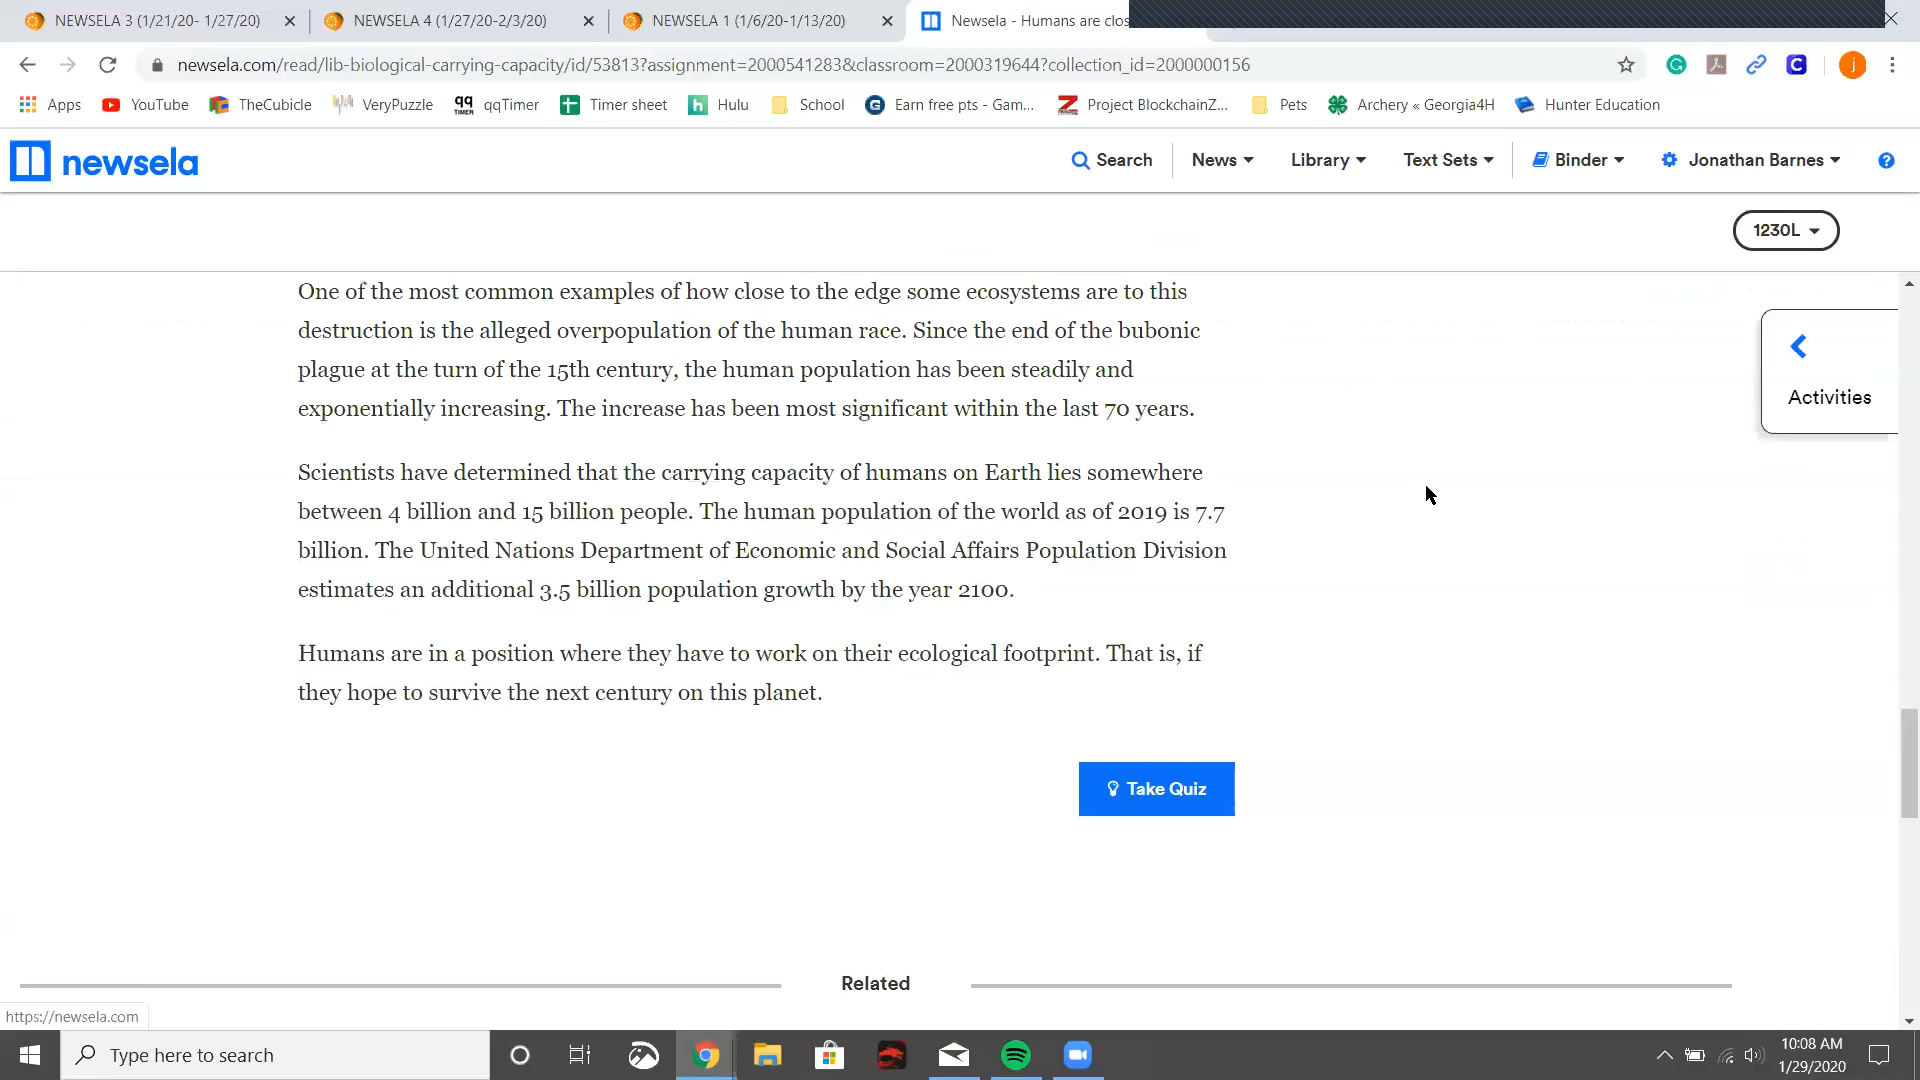 NEWSELA 3 (1/21/20- 1/27/20)
NEWSELA 4 (1/27/20-2/3/20)
NEWSELA 1 (1/6/20-1/13/20)
Newsela - Humans are clos
newsela.com/read/lib-biological-carrying-capacity/id/53813?assignment=2000541283&classroom=2000319644?collection_id=2000000156
Apps YouTube TheCubicle VeryPuzzle qq TIMER qqTimer Timer sheet Hulu School Earn free pts - Gam... Project BlockchainZ... Pets Archery « Georgia4H Hunter Education
newsela Search News Library Text Sets Binder Jonathan Barnes
1230L
One of the most common examples of how close to the edge some ecosystems are to this
destruction is the alleged overpopulation of the human race. Since the end of the bubonic
plague at the turn of the 15th century, the human population has been steadily and
exponentially increasing. The increase has been most significant within the last 70 years.
Activities
Scientists have determined that the carrying capacity of humans on Earth lies somewhere
between 4 billion and 15 billion people. The human population of the world as of 2019 is 7.7
billion. The United Nations Department of Economic and Social Affairs Population Division
estimates an additional 3.5 billion population growth by the year 2100.
Humans are in a position where they have to work on their ecological footprint. That is, if
they hope to survive the next century on this planet.
Take Quiz
Related
https://newsela.com
Type here to search
10:08 AM
1/29/2020